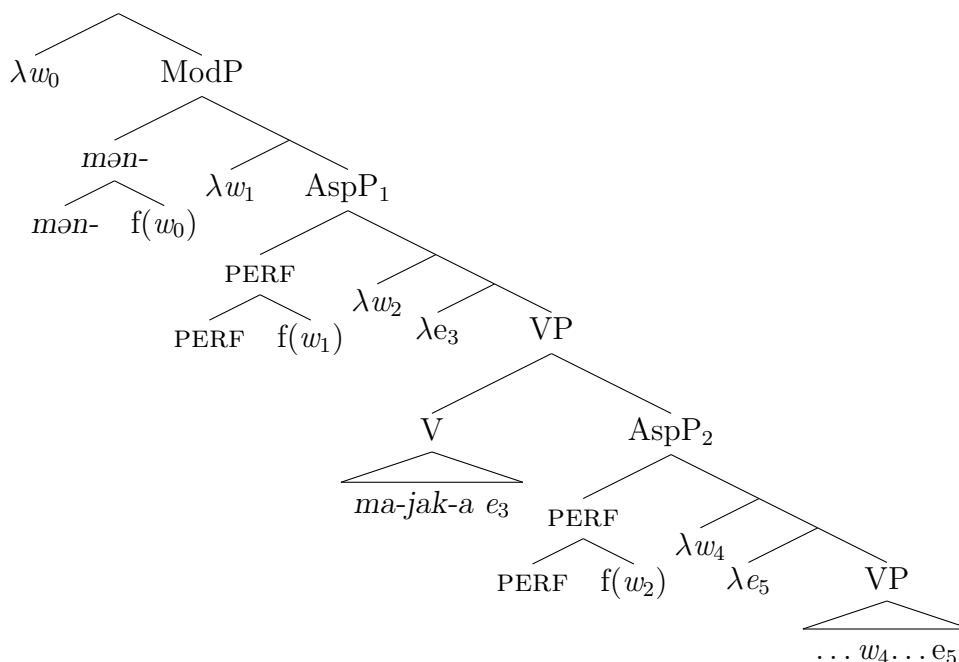 λw₀ ModP
mən-
mən- f(w₀)
λw₁ AspP₁
PERF
PERF f(w₁)
λw₂
λe₃ VP
V AspP₂
ma-jak-a e₃
PERF
PERF f(w₂)
λw₄
λe₅ VP
…w₄…e₅